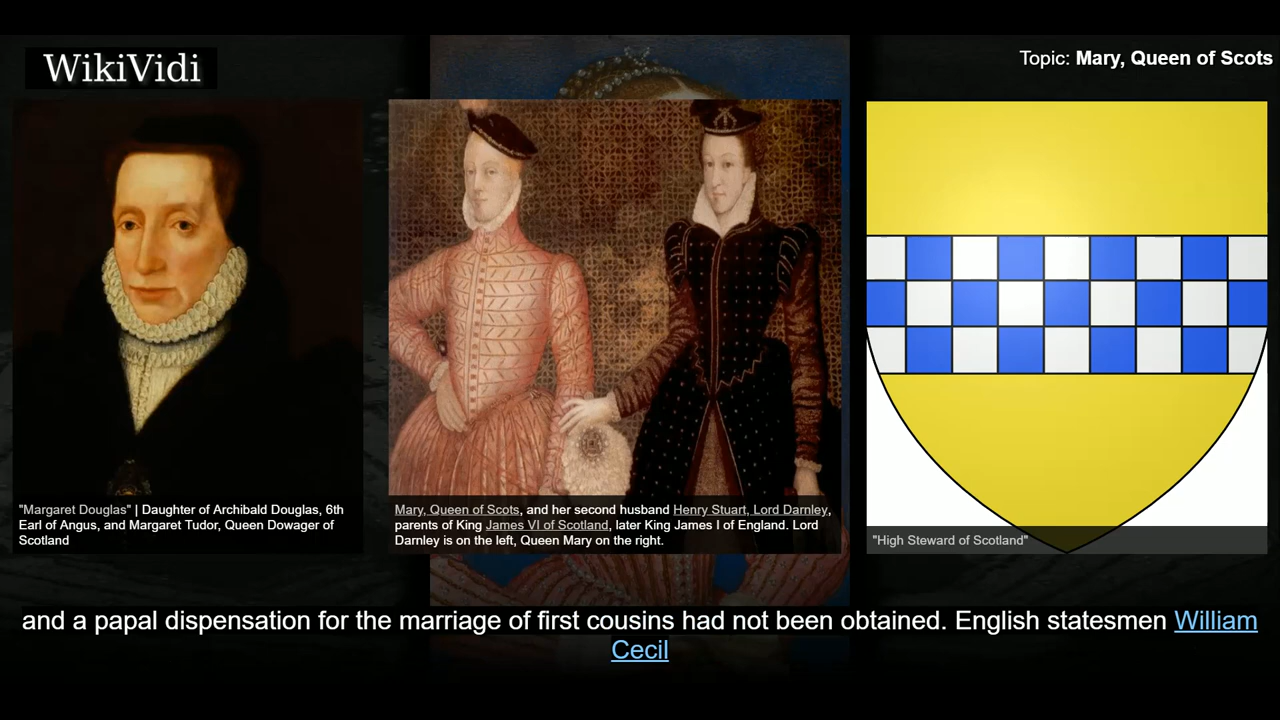 WikiVidi
Topic: Mary, Queen of Scots
"Margaret Douglas" | Daughter of Archibald Douglas, 6th
Earl of Angus, and Margaret Tudor, Queen Dowager of
Scotland
Mary, Queen of Scots, and her second husband Henry Stuart, Lord Darnley,
parents of King James VI of Scotland, later King James I of England. Lord
Darnley is on the left, Queen Mary on the right.
"High Steward of Scotland"
and a papal dispensation for the marriage of first cousins had not been obtained. English statesmen William
Cecil